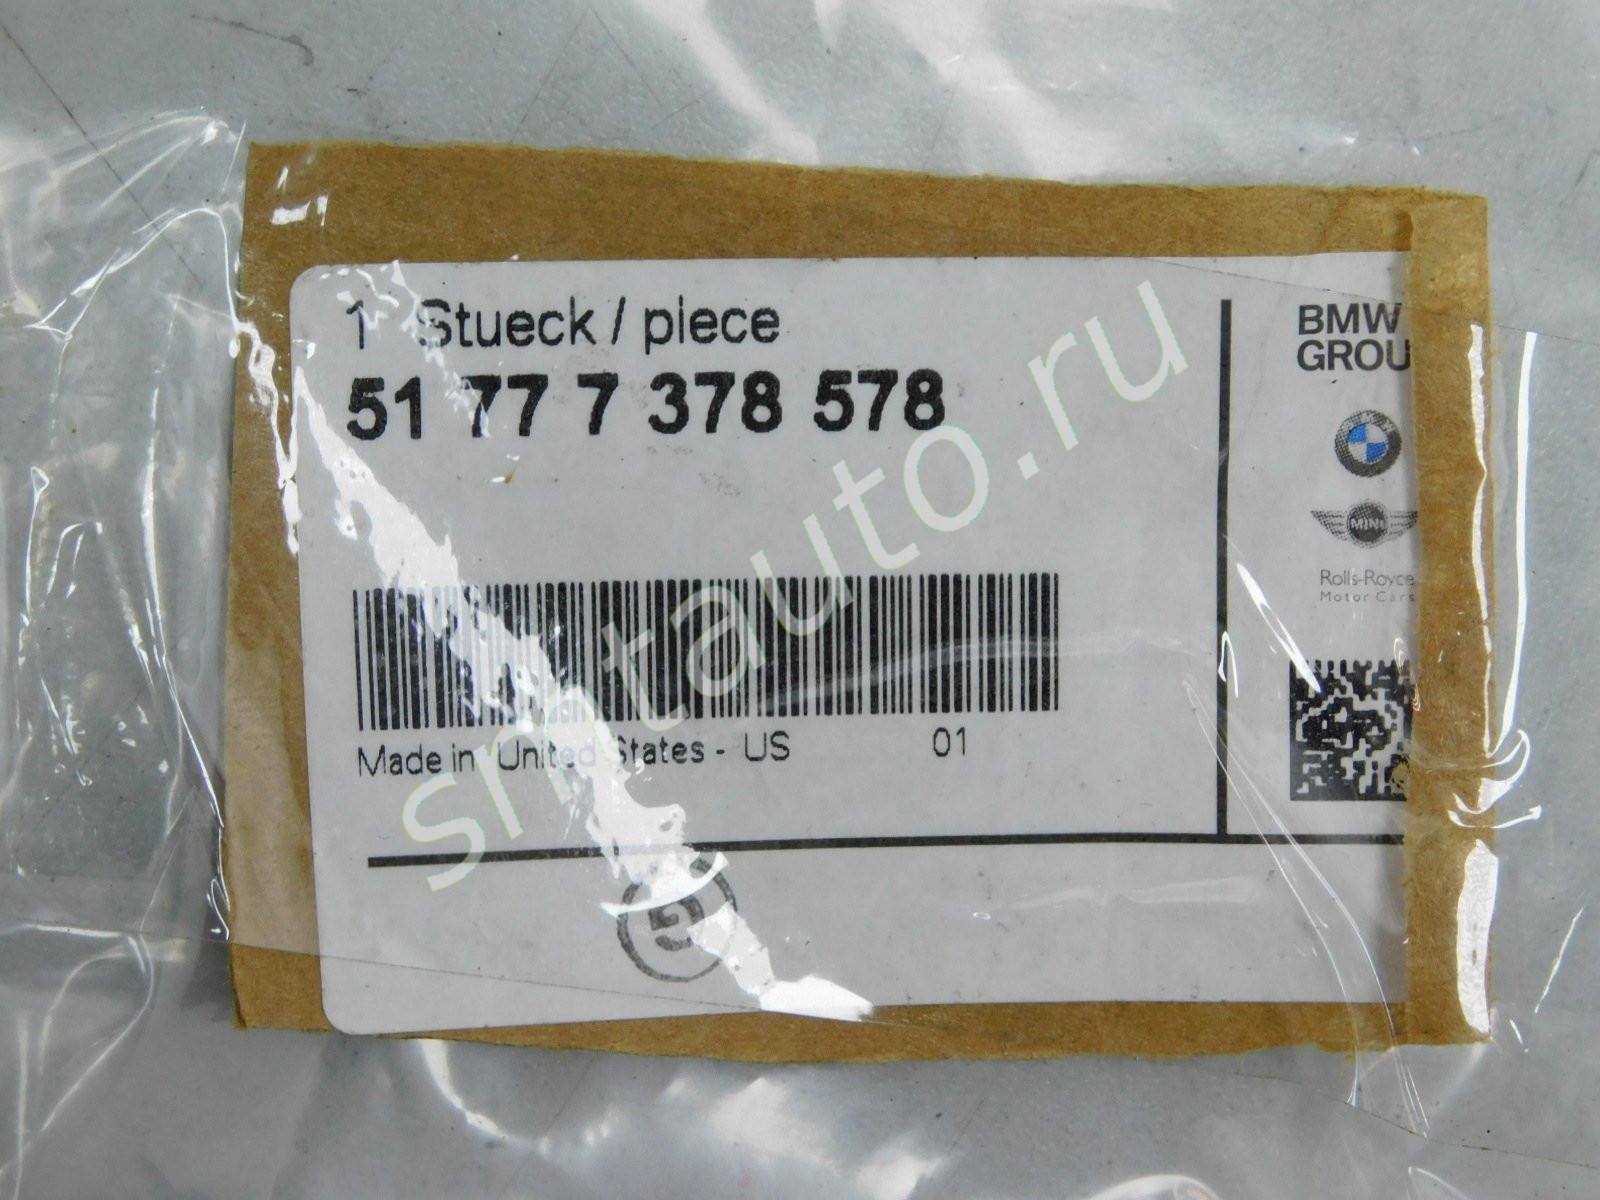 1 Stueck / piece
51 77 7 378 578
Made in United States - US 01
BMW
GROU
MINI
Rolls-Royce
Motor Cars
G
smtauto.ru